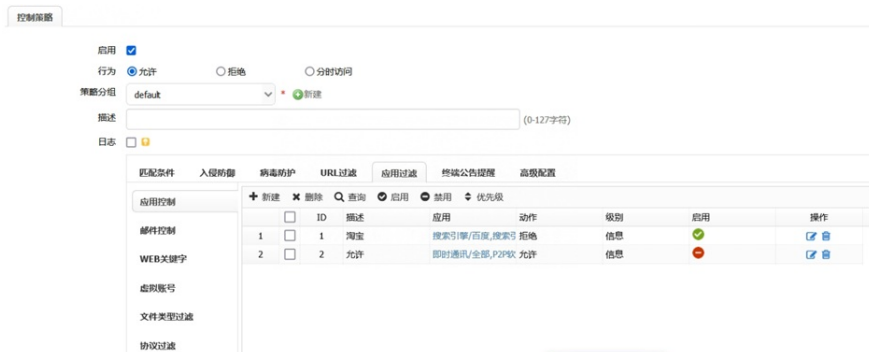 控制策略
启用
行为 允许 拒绝 分时访问
策略分组 default * 新建
描述 (0-127字符)
日志
匹配条件 入侵防御 病毒防护 URL过滤 应用过滤 终端公告提醒 高级配置
应用控制
邮件控制
WEB关键字
虚拟账号
文件类型过滤
协议过滤
新建 删除 查询 启用 禁用 优先级
ID 描述 应用 动作 级别 启用 操作
1 1 淘宝 搜索引擎/百度,搜索引 拒绝 信息
2 2 允许 即时通讯/全部,P2P软 允许 信息